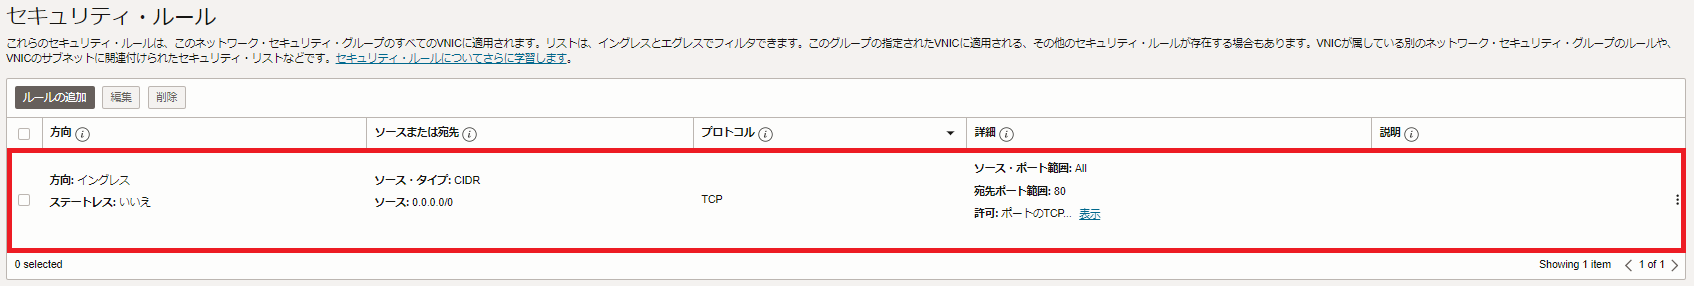 セキュリティ・ルール
これらのセキュリティ・ルールは、このネットワーク・セキュリティ・グループのすべてのVNICに適用されます。リストは、イングレスとエグレスでフィルタできます。このグループの指定されたVNICに適用される、その他のセキュリティ・ルールが存在する場合もあります。VNICが属している別のネットワーク・セキュリティ・グループのルールや、
VNICのサブネットに関連付けられたセキュリティ・リストなどです。セキュリティ・ルールについてさらに学習します。
ルールの追加 編集 削除
方向 ソースまたは宛先 プロトコル 詳細 説明
方向: イングレス
ステートレス: いいえ
ソース・タイプ: CIDR
ソース: 0.0.0.0/0
TCP
ソース・ポート範囲: All
宛先ポート範囲: 80
許可: ポートのTCP... 表示
0 selected
Showing 1 item 1 of 1